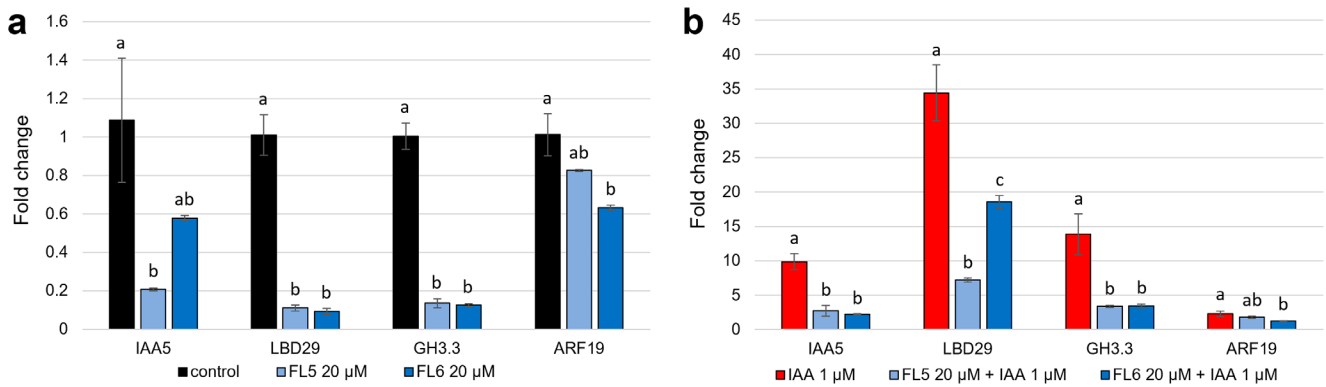 a
1.6
1.4
1.2
1
0.8
0.6
0.4
0.2
0
Fold change
a
b
ab
a
b
b
a
b
b
a
ab
b
IAA5 LBD29 GH3.3 ARF19
control FL5 20 µM FL6 20 µM
b
45
40
35
30
25
20
15
10
5
0
Fold change
a
b
b
a
b
c
a
b
b
a
ab
b
IAA5 LBD29 GH3.3 ARF19
IAA 1 µM FL5 20 µM + IAA 1 µM FL6 20 µM + IAA 1 µM